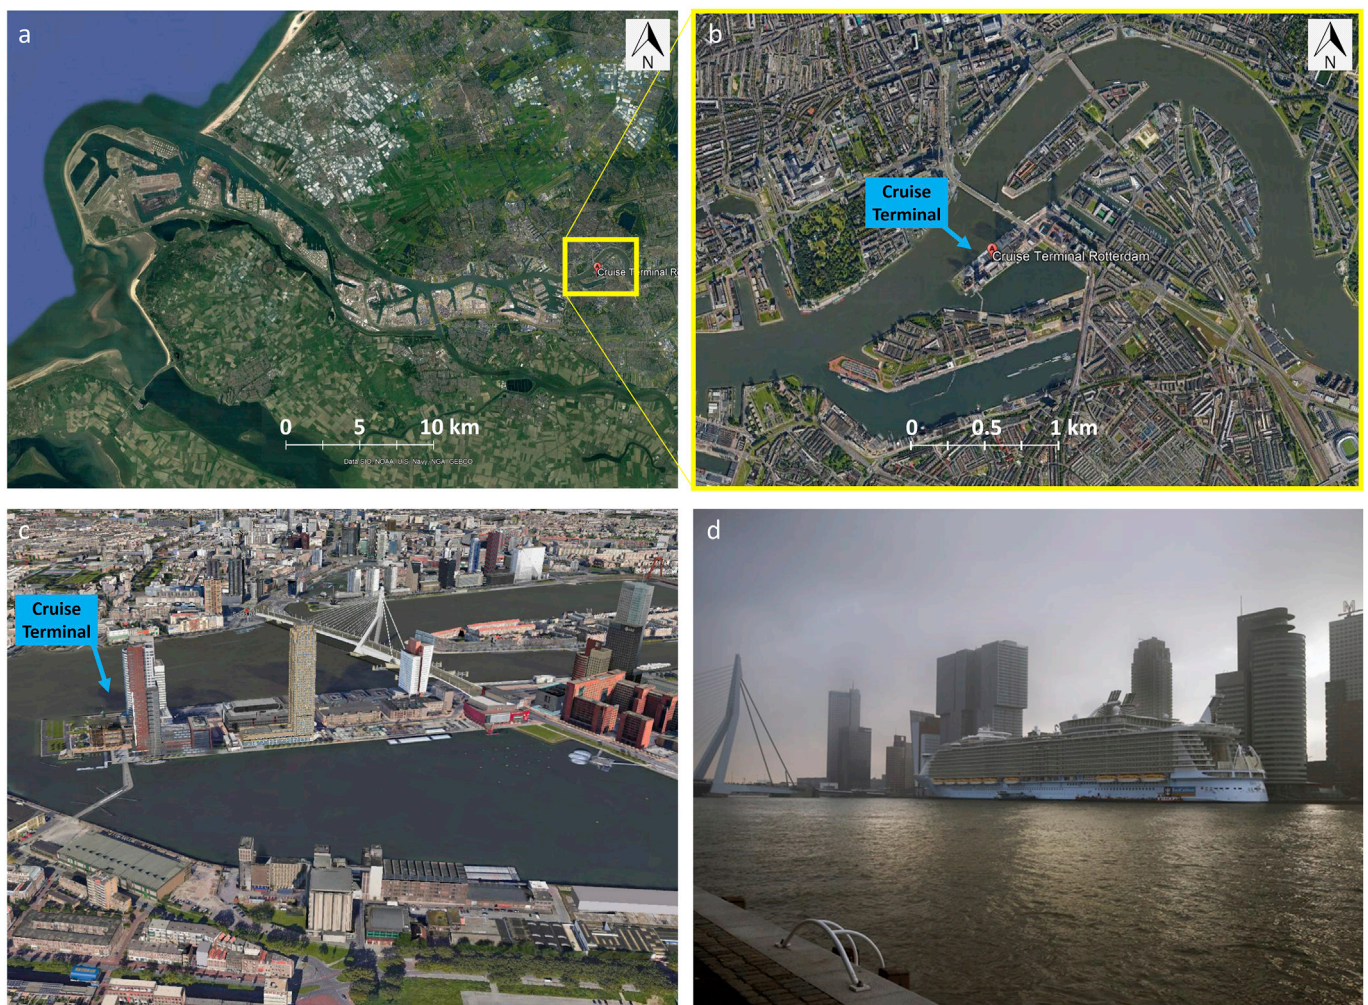 a
N
Cruise Terminal R
0 5 10 km
Data SIO, NOAA, U.S. Navy, NGA, GEBCO
b
N
Cruise
Terminal
Cruise Terminal Rotterdam
0 0.5 1 km
c
Cruise
Terminal
d